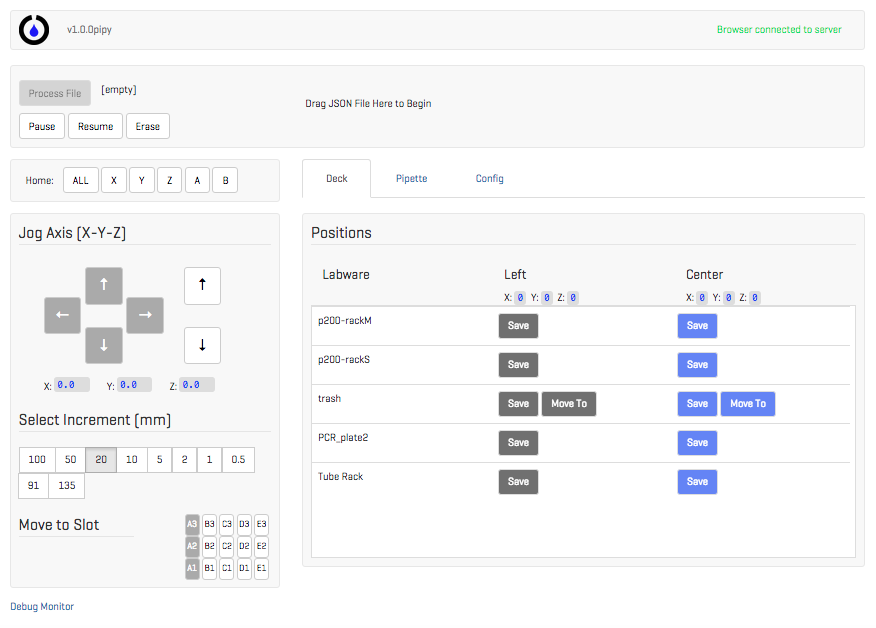 v1.0.0pipy
Browser connected to server
Process File
[empty]
Drag JSON File Here to Begin
Pause Resume Erase
Home: ALL X Y Z A B
Deck Pipette Config
Jog Axis [X-Y-Z]
↑ ↑
← →
↓ ↓
X: 0.0 Y: 0.0 Z: 0.0
Select Increment [mm]
100 50 20 10 5 2 1 0.5
91 135
Move to Slot
A3 B3 C3 D3 E3
A2 B2 C2 D2 E2
A1 B1 C1 D1 E1
Positions
Labware Left Center
X: 0 Y: 0 Z: 0 X: 0 Y: 0 Z: 0
p200-rackM Save Save
p200-rackS Save Save
trash Save Move To Save Move To
PCR_plate2 Save Save
Tube Rack Save Save
Debug Monitor